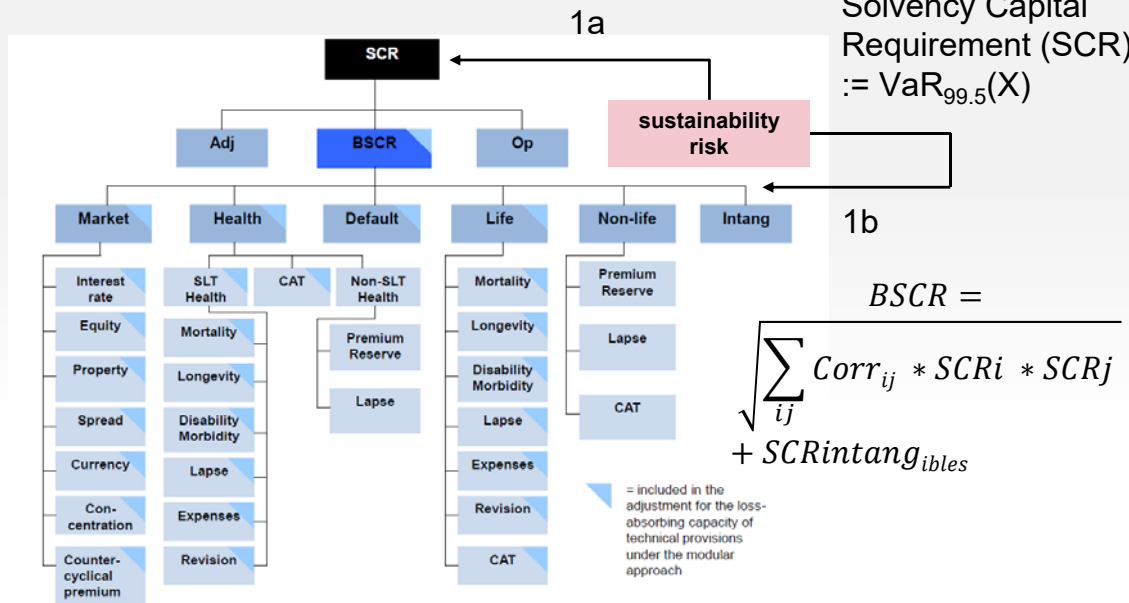 1a
Solvency Capital
Requirement (SCR)
:= VaR99.5(X)
SCR
sustainability
risk
Adj
BSCR
Op
Market
Health
Default
Life
Non-life
Intang
1b
Interest
rate
Equity
Property
Spread
Currency
Con-
centration
Counter-
cyclical
premium
SLT
Health
CAT
Non-SLT
Health
Mortality
Longevity
Disability
Morbidity
Lapse
Expenses
Revision
Premium
Reserve
Lapse
Mortality
Longevity
Disability
Morbidity
Lapse
Expenses
Revision
CAT
Premium
Reserve
Lapse
CAT
BSCR =
√∑ij Corrij * SCRi * SCRj
+ SCRintangibles
= included in the
adjustment for the loss-
absorbing capacity of
technical provisions
under the modular
approach